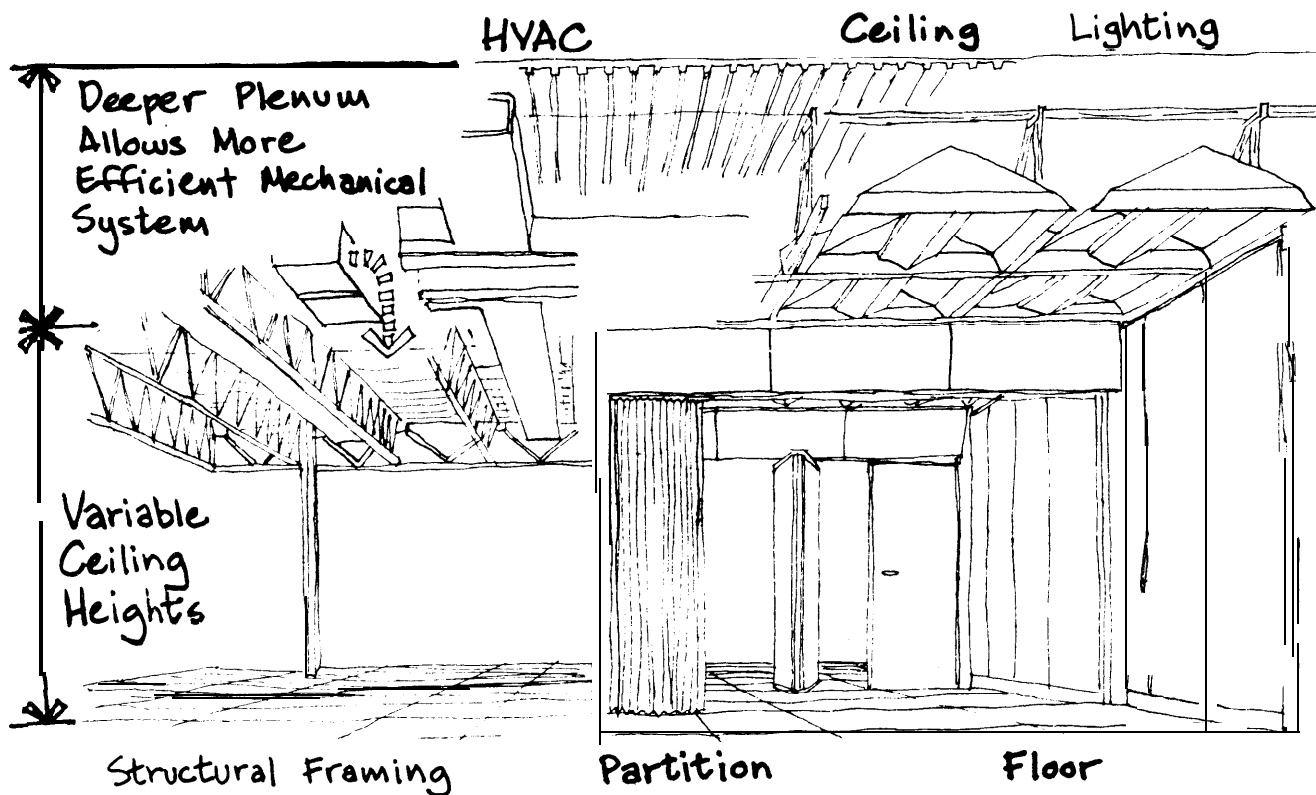 HVAC
Ceiling
Lighting
Deeper Plenum
Allows More
Efficient Mechanical
System
Variable
Ceiling
Heights
Structural Framing
Partition
Floor